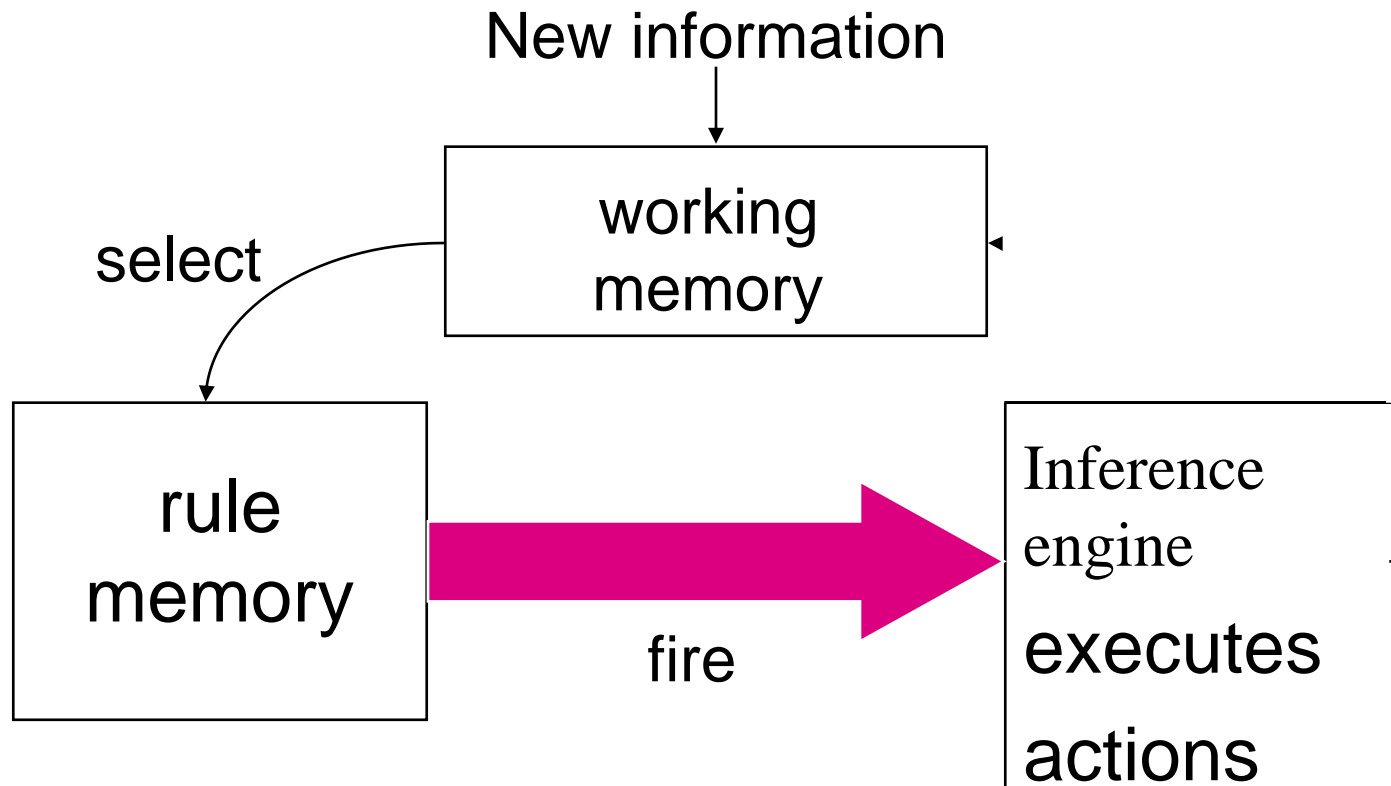 New information
working
memory
select
rule
memory
fire
Inference
engine
executes
actions